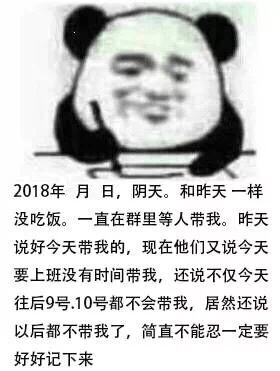 2018年 月 日，阴天。和昨天一样
没吃饭。一直在群里等人带我。昨天
说好今天带我的，现在他们又说今天
要上班没有时间带我，还说不仅今天
往后9号.10号都不会带我，居然还说
以后都不带我了，简直不能忍一定要
好好记下来